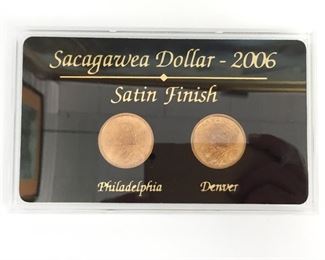 Sacagawea Dollar - 2006
Satin Finish
Philadelphia Denver